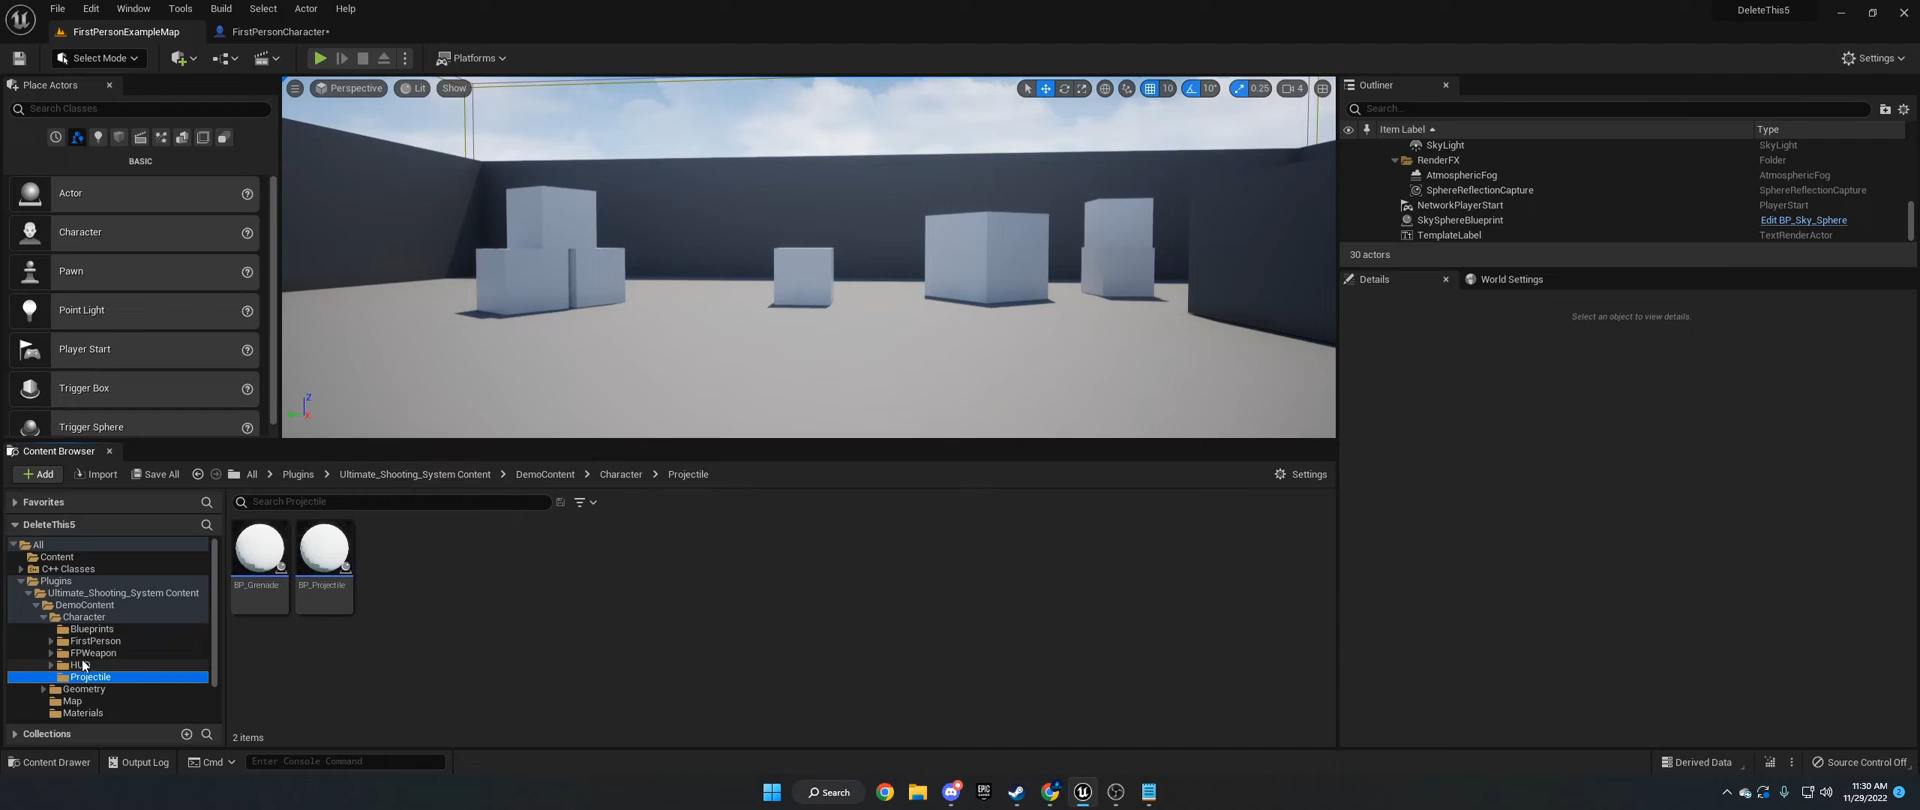 File Edit Window Tools Build Select Actor Help
DeleteThis5
FirstPersonExampleMap
FirstPersonCharacter*
Select Mode
Platforms
Settings
Place Actors
Search Classes
BASIC
Actor
Character
Pawn
Point Light
Player Start
Trigger Box
Trigger Sphere
Perspective
Lit
Show
10
10°
0.25
4
Z
X
Outliner
Search...
Item Label
Type
SkyLight SkyLight
RenderFX Folder
AtmosphericFog AtmosphericFog
SphereReflectionCapture SphereReflectionCapture
NetworkPlayerStart PlayerStart
SkySphereBlueprint Edit BP_Sky_Sphere
TemplateLabel TextRenderActor
30 actors
Details
World Settings
Select an object to view details.
Content Browser
Add
Import
Save All
All > Plugins > Ultimate_Shooting_System Content > DemoContent > Character > Projectile
Settings
Favorites
DeleteThis5
All
Content
C++ Classes
Plugins
Ultimate_Shooting_System Content
DemoContent
Character
Blueprints
FirstPerson
FPWeapon
Projectile
Geometry
Map
Materials
Collections
Search Projectile
BP_Grenade
BP_Projectile
2 items
Content Drawer
Output Log
Cmd
Enter Console Command
Derived Data
Source Control Off
Search
EPIC
GAMES
11:30 AM
11/29/2022
2